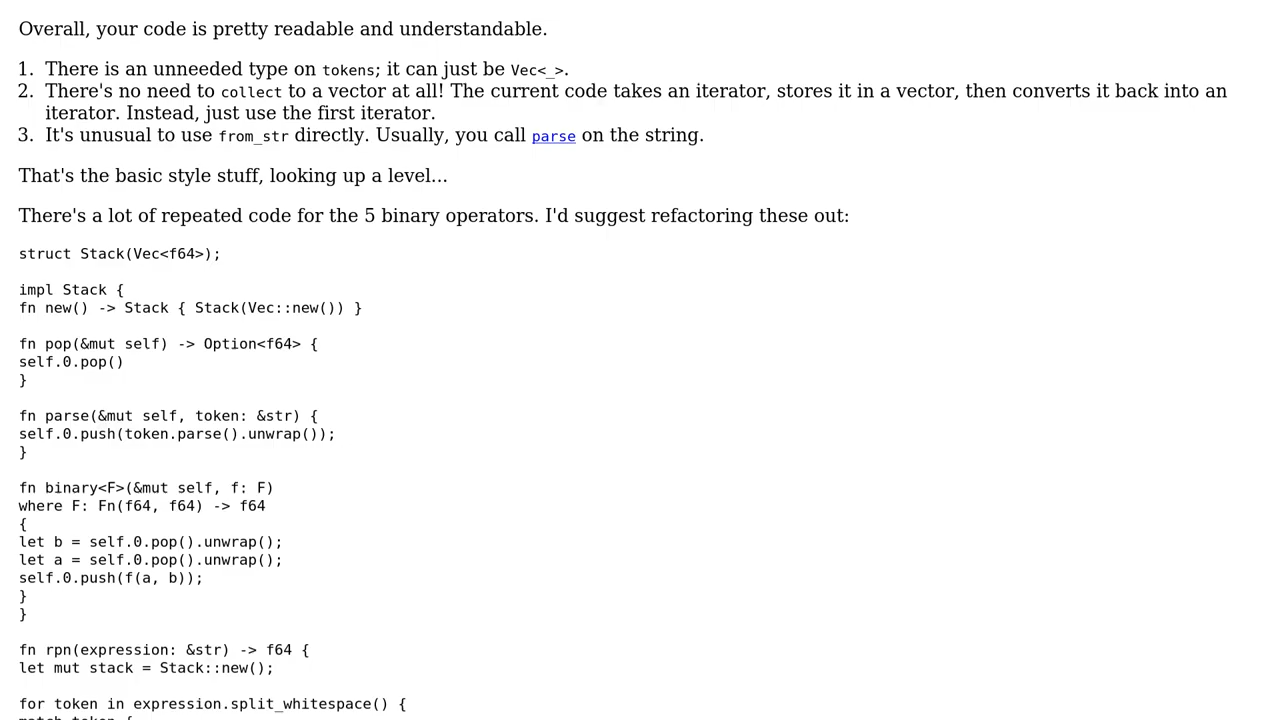 Overall, your code is pretty readable and understandable.
1. There is an unneeded type on tokens; it can just be Vec<_>.
2. There's no need to collect to a vector at all! The current code takes an iterator, stores it in a vector, then converts it back into an
iterator. Instead, just use the first iterator.
3. It's unusual to use from_str directly. Usually, you call parse on the string.
That's the basic style stuff, looking up a level...
There's a lot of repeated code for the 5 binary operators. I'd suggest refactoring these out:
struct Stack(Vec<f64>);
impl Stack {
fn new() -> Stack { Stack(Vec::new()) }
fn pop(&mut self) -> Option<f64> {
self.0.pop()
}
fn parse(&mut self, token: &str) {
self.0.push(token.parse().unwrap());
}
fn binary<F>(&mut self, f: F)
where F: Fn(f64, f64) -> f64
{
let b = self.0.pop().unwrap();
let a = self.0.pop().unwrap();
self.0.push(f(a, b));
}
}
fn rpn(expression: &str) -> f64 {
let mut stack = Stack::new();
for token in expression.split_whitespace() {
match token {